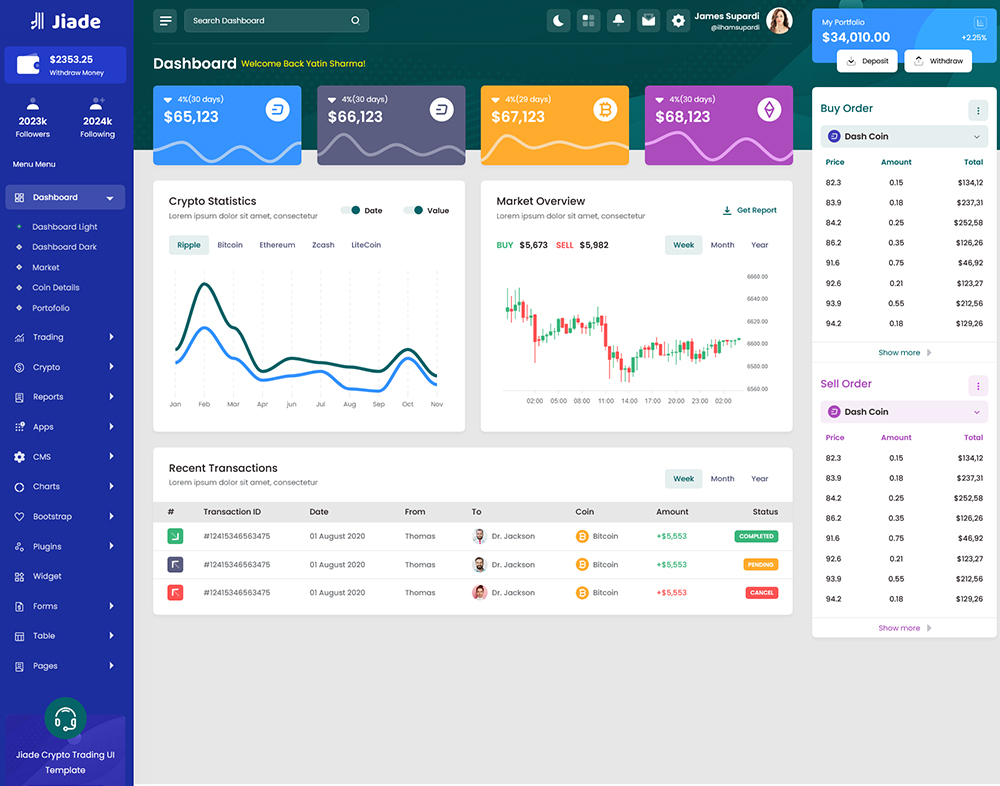 Jiade
$2353.25
Withdraw Money
2023k
Followers
2024k
Following
Menu Menu
Dashboard
Dashboard Light
Dashboard Dark
Market
Coin Details
Portofolio
Trading
Crypto
Reports
Apps
CMS
Charts
Bootstrap
Plugins
Widget
Forms
Table
Pages
Jiade Crypto Trading UI
Template
Search Dashboard
James Supardi
@ilhamsupardi
Dashboard Welcome Back Yatin Sharma!
4%(30 days)
$65,123
4%(30 days)
$66,123
4%(29 days)
$67,123
4%(30 days)
$68,123
Crypto Statistics
Lorem ipsum dolor sit amet, consectetur
Date Value
Ripple Bitcoin Ethereum Zcash LiteCoin
Jan Feb Mar Apr jun Jul Aug Sep Oct Nov
Market Overview
Lorem ipsum dolor sit amet, consectetur
Get Report
BUY $5,673 SELL $5,982
Week Month Year
6660.00
6640.00
6620.00
6600.00
6580.00
6560.00
02:00 05:00 08:00 11:00 14.00 17:00 20:00 23:00 02:00
Recent Transactions
Lorem ipsum dolor sit amet, consectetur
Week Month Year
# Transaction ID Date From To Coin Amount Status
#12415346563475 01 August 2020 Thomas Dr. Jackson Bitcoin +$5,553 COMPLETED
#12415346563475 01 August 2020 Thomas Dr. Jackson Bitcoin +$5,553 PENDING
#12415346563475 01 August 2020 Thomas Dr. Jackson Bitcoin +$5,553 CANCEL
My Portfolio
$34,010.00
+2.25%
Deposit
Withdraw
Buy Order
Dash Coin
Price Amount Total
82.3 0.15 $134,12
83.9 0.18 $237,31
84.2 0.25 $252,58
86.2 0.35 $126,26
91.6 0.75 $46,92
92.6 0.21 $123,27
93.9 0.55 $212,56
94.2 0.18 $129,26
Show more
Sell Order
Dash Coin
Price Amount Total
82.3 0.15 $134,12
83.9 0.18 $237,31
84.2 0.25 $252,58
86.2 0.35 $126,26
91.6 0.75 $46,92
92.6 0.21 $123,27
93.9 0.55 $212,56
94.2 0.18 $129,26
Show more